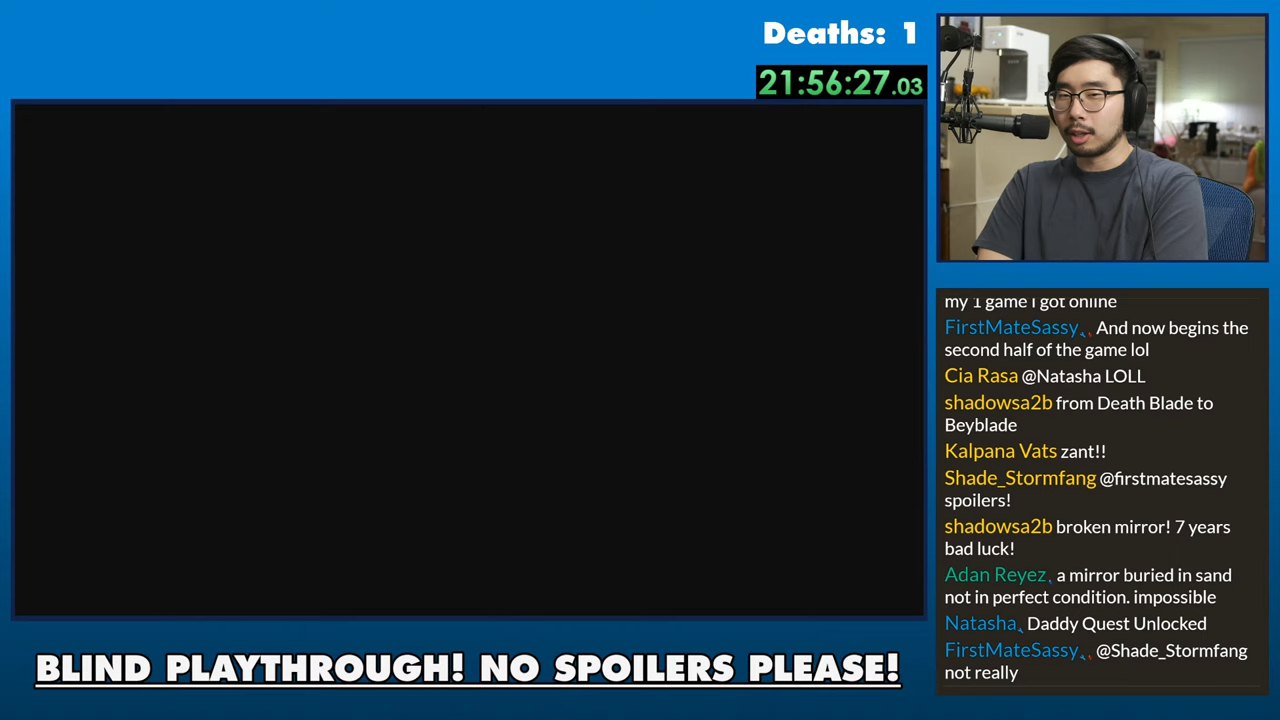 Deaths: 1
21:56:27.03
my 1 game I got online
FirstMateSassy And now begins the
second half of the game lol
Cia Rasa @Natasha LOLL
shadowsa2b from Death Blade to
Beyblade
Kalpana Vats zant!!
Shade_Stormfang @firstmatesassy
spoilers!
shadowsa2b broken mirror! 7 years
bad luck!
Adan Reyez a mirror buried in sand
not in perfect condition. impossible
Natasha Daddy Quest Unlocked
FirstMateSassy @Shade_Stormfang
not really
BLIND PLAYTHROUGH! NO SPOILERS PLEASE!